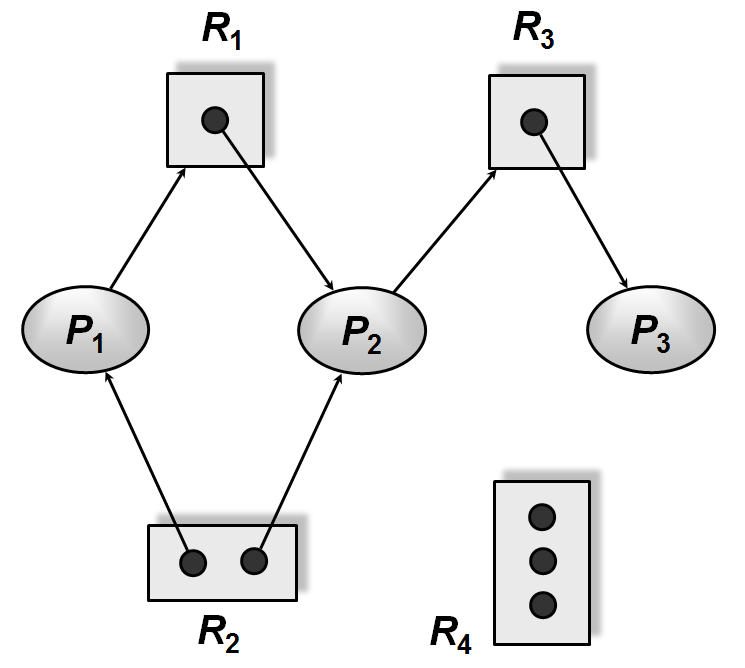 R₁
R₃
P₁
P₂
P₃
R₂
R₄